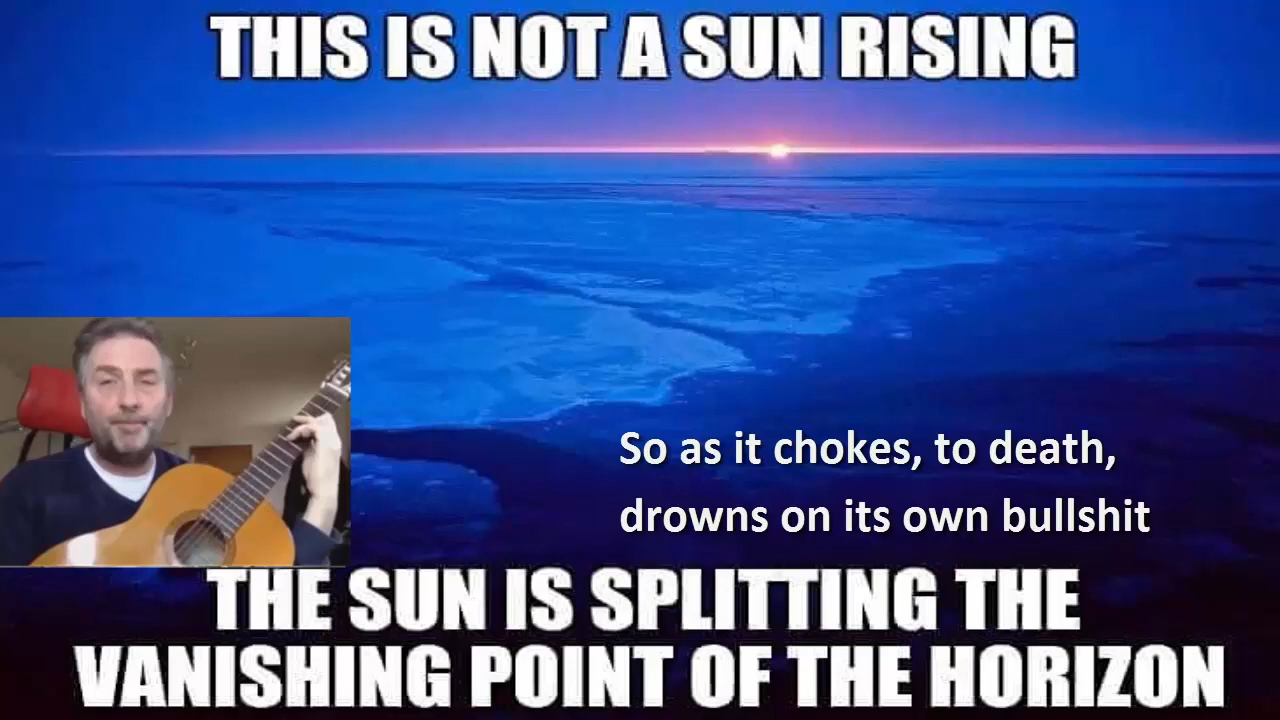 THIS IS NOT A SUN RISING
So as it chokes, to death,
drowns on its own bullshit
THE SUN IS SPLITTING THE
VANISHING POINT OF THE HORIZON